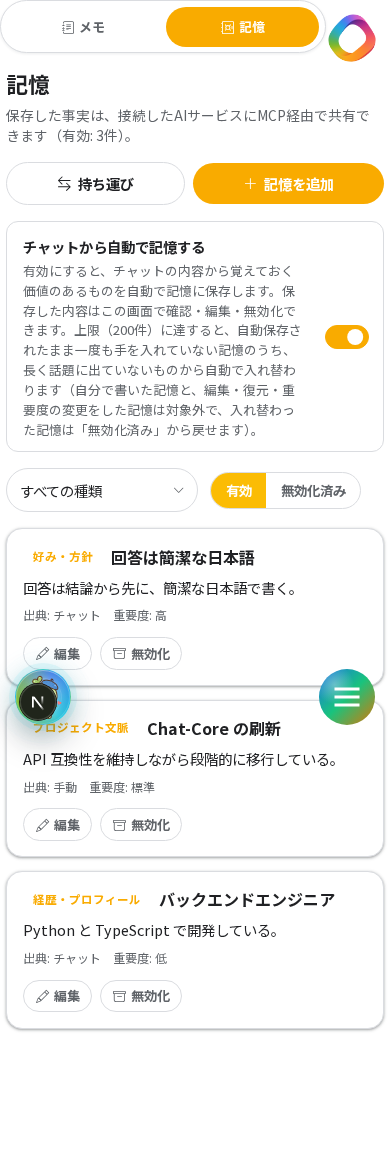 メモ
記憶
記憶
保存した事実は、接続したAIサービスにMCP経由で共有で
きます（有効: 3件）。
持ち運び
記憶を追加
チャットから自動で記憶する
有効にすると、チャットの内容から覚えておく
価値のあるものを自動で記憶に保存します。保
存した内容はこの画面で確認・編集・無効化で
きます。上限（200件）に達すると、自動保存さ
れたまま一度も手を入れていない記憶のうち、
長く話題に出ていないものから自動で入れ替わ
ります（自分で書いた記憶と、編集・復元・重
要度の変更をした記憶は対象外で、入れ替わっ
た記憶は「無効化済み」から戻せます）。
すべての種類
有効
無効化済み
好み・方針
回答は簡潔な日本語
回答は結論から先に、簡潔な日本語で書く。
出典: チャット 重要度: 高
編集
無効化
N
プロジェクト文脈
Chat-Core の刷新
API 互換性を維持しながら段階的に移行している。
出典: 手動 重要度: 標準
編集
無効化
経歴・プロフィール
バックエンドエンジニア
Python と TypeScript で開発している。
出典: チャット 重要度: 低
編集
無効化